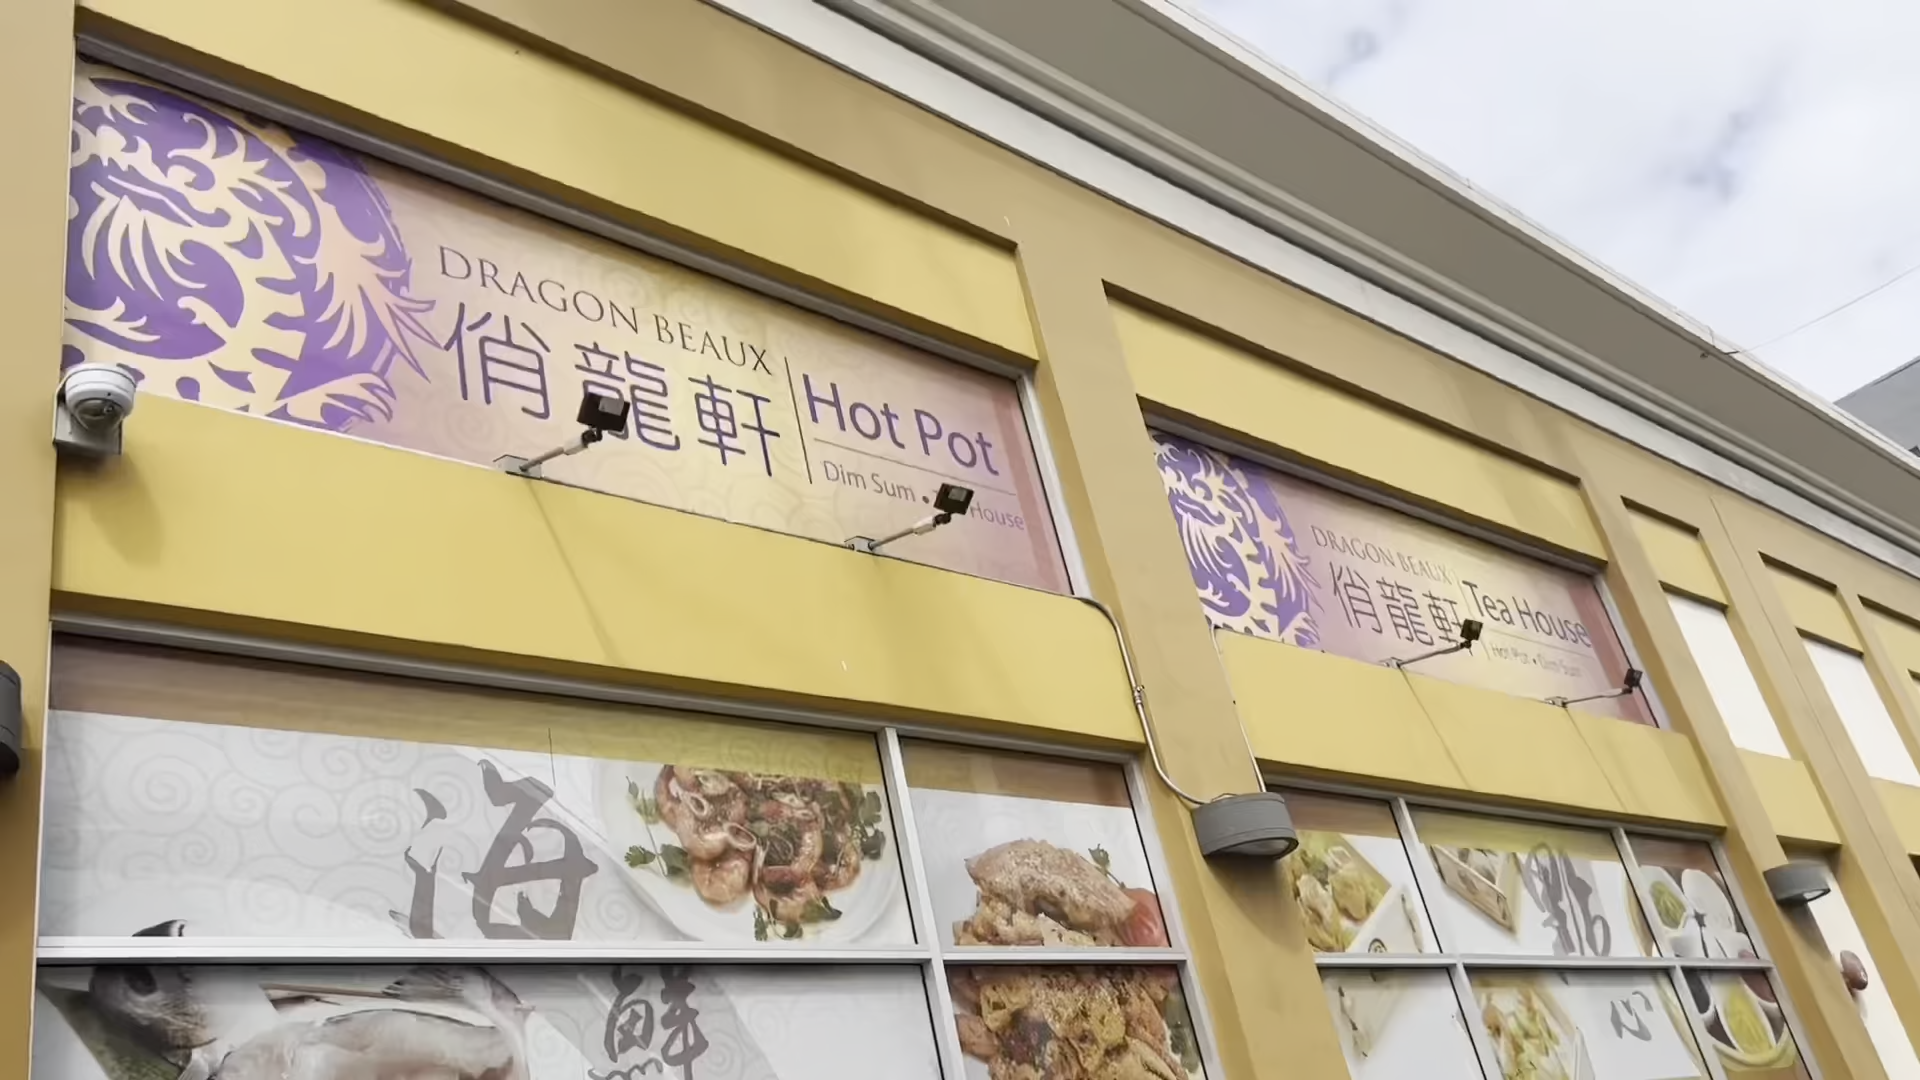 DRAGON BEAUX
俏龍軒
Hot Pot
Dim Sum • House
DRAGON BEAUX
俏龍軒
Tea House
Hot Pot • Dim Sum
海
鮮
點
心